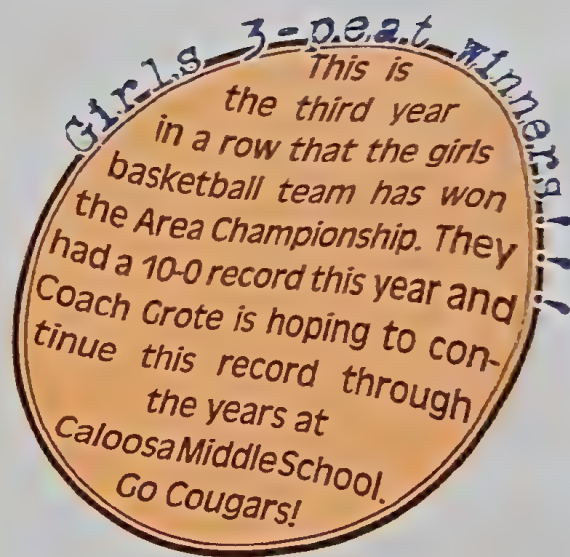 Girls 3-peat winners!!!
This is
the third year
in a row that the girls
basketball team has won
the Area Championship. They
had a 10-0 record this year and
Coach Grote is hoping to con-
tinue this record through
the years at
Caloosa Middle School.
Go Cougars!